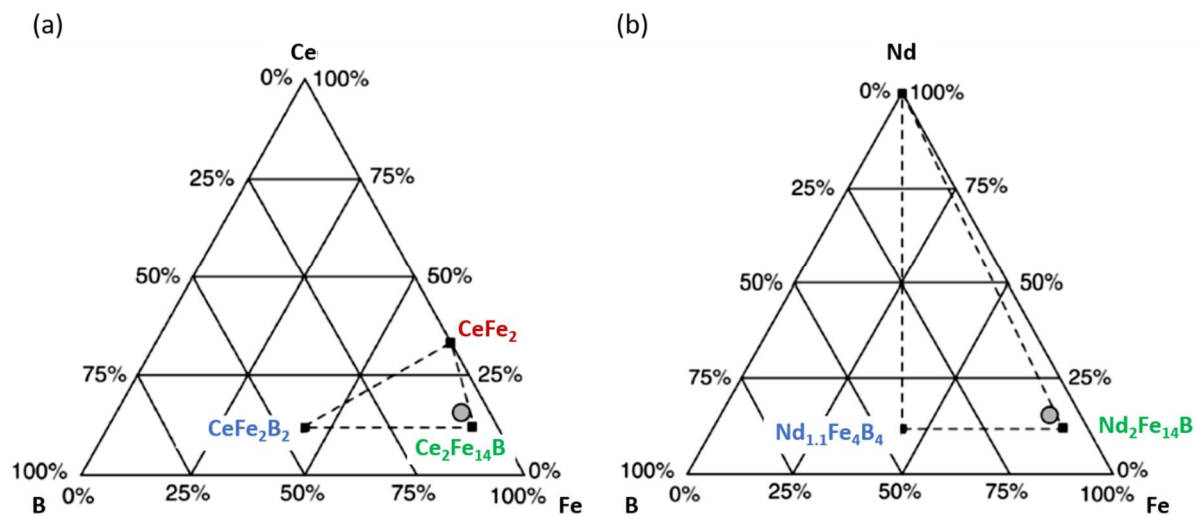 (a)
(b)
Ce
0% 100%
25% 75%
50% 50%
CeFe₂
75% 25%
CeFe₂B₂
Ce₂Fe₁₄B
100% 0%
0% 25% 50% 75% 100%
B Fe
Nd
0% 100%
25% 75%
50% 50%
75% 25%
Nd₁.₁Fe₄B₄ Nd₂Fe₁₄B
100% 0%
0% 25% 50% 75% 100%
B Fe